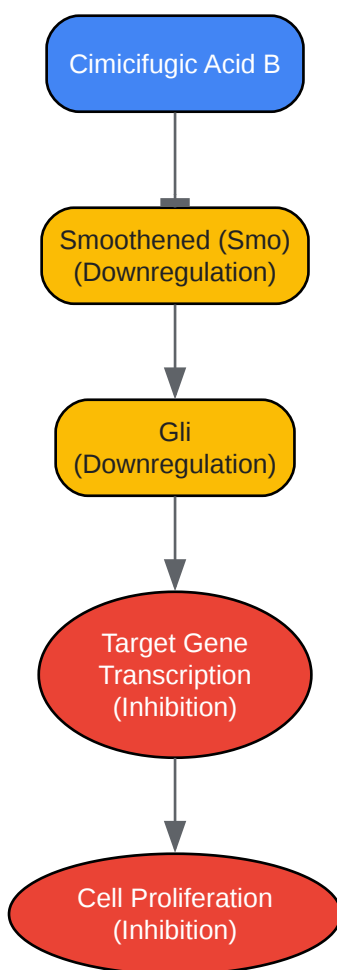 Cimicifugic Acid B
Smoothened (Smo)
(Downregulation)
Gli
(Downregulation)
Target Gene
Transcription
(Inhibition)
Cell Proliferation
(Inhibition)